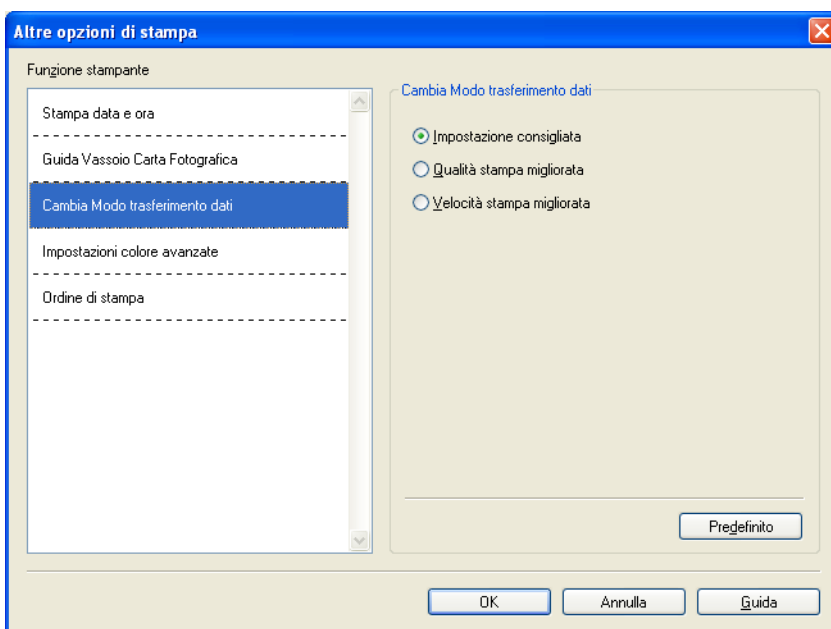 Altre opzioni di stampa
Funzione stampante
Stampa data e ora
Guida Vassoio Carta Fotografica
Cambia Modo trasferimento dati
Impostazioni colore avanzate
Ordine di stampa
Cambia Modo trasferimento dati
Impostazione consigliata
Qualità stampa migliorata
Velocità stampa migliorata
Predefinito
OK
Annulla
Guida